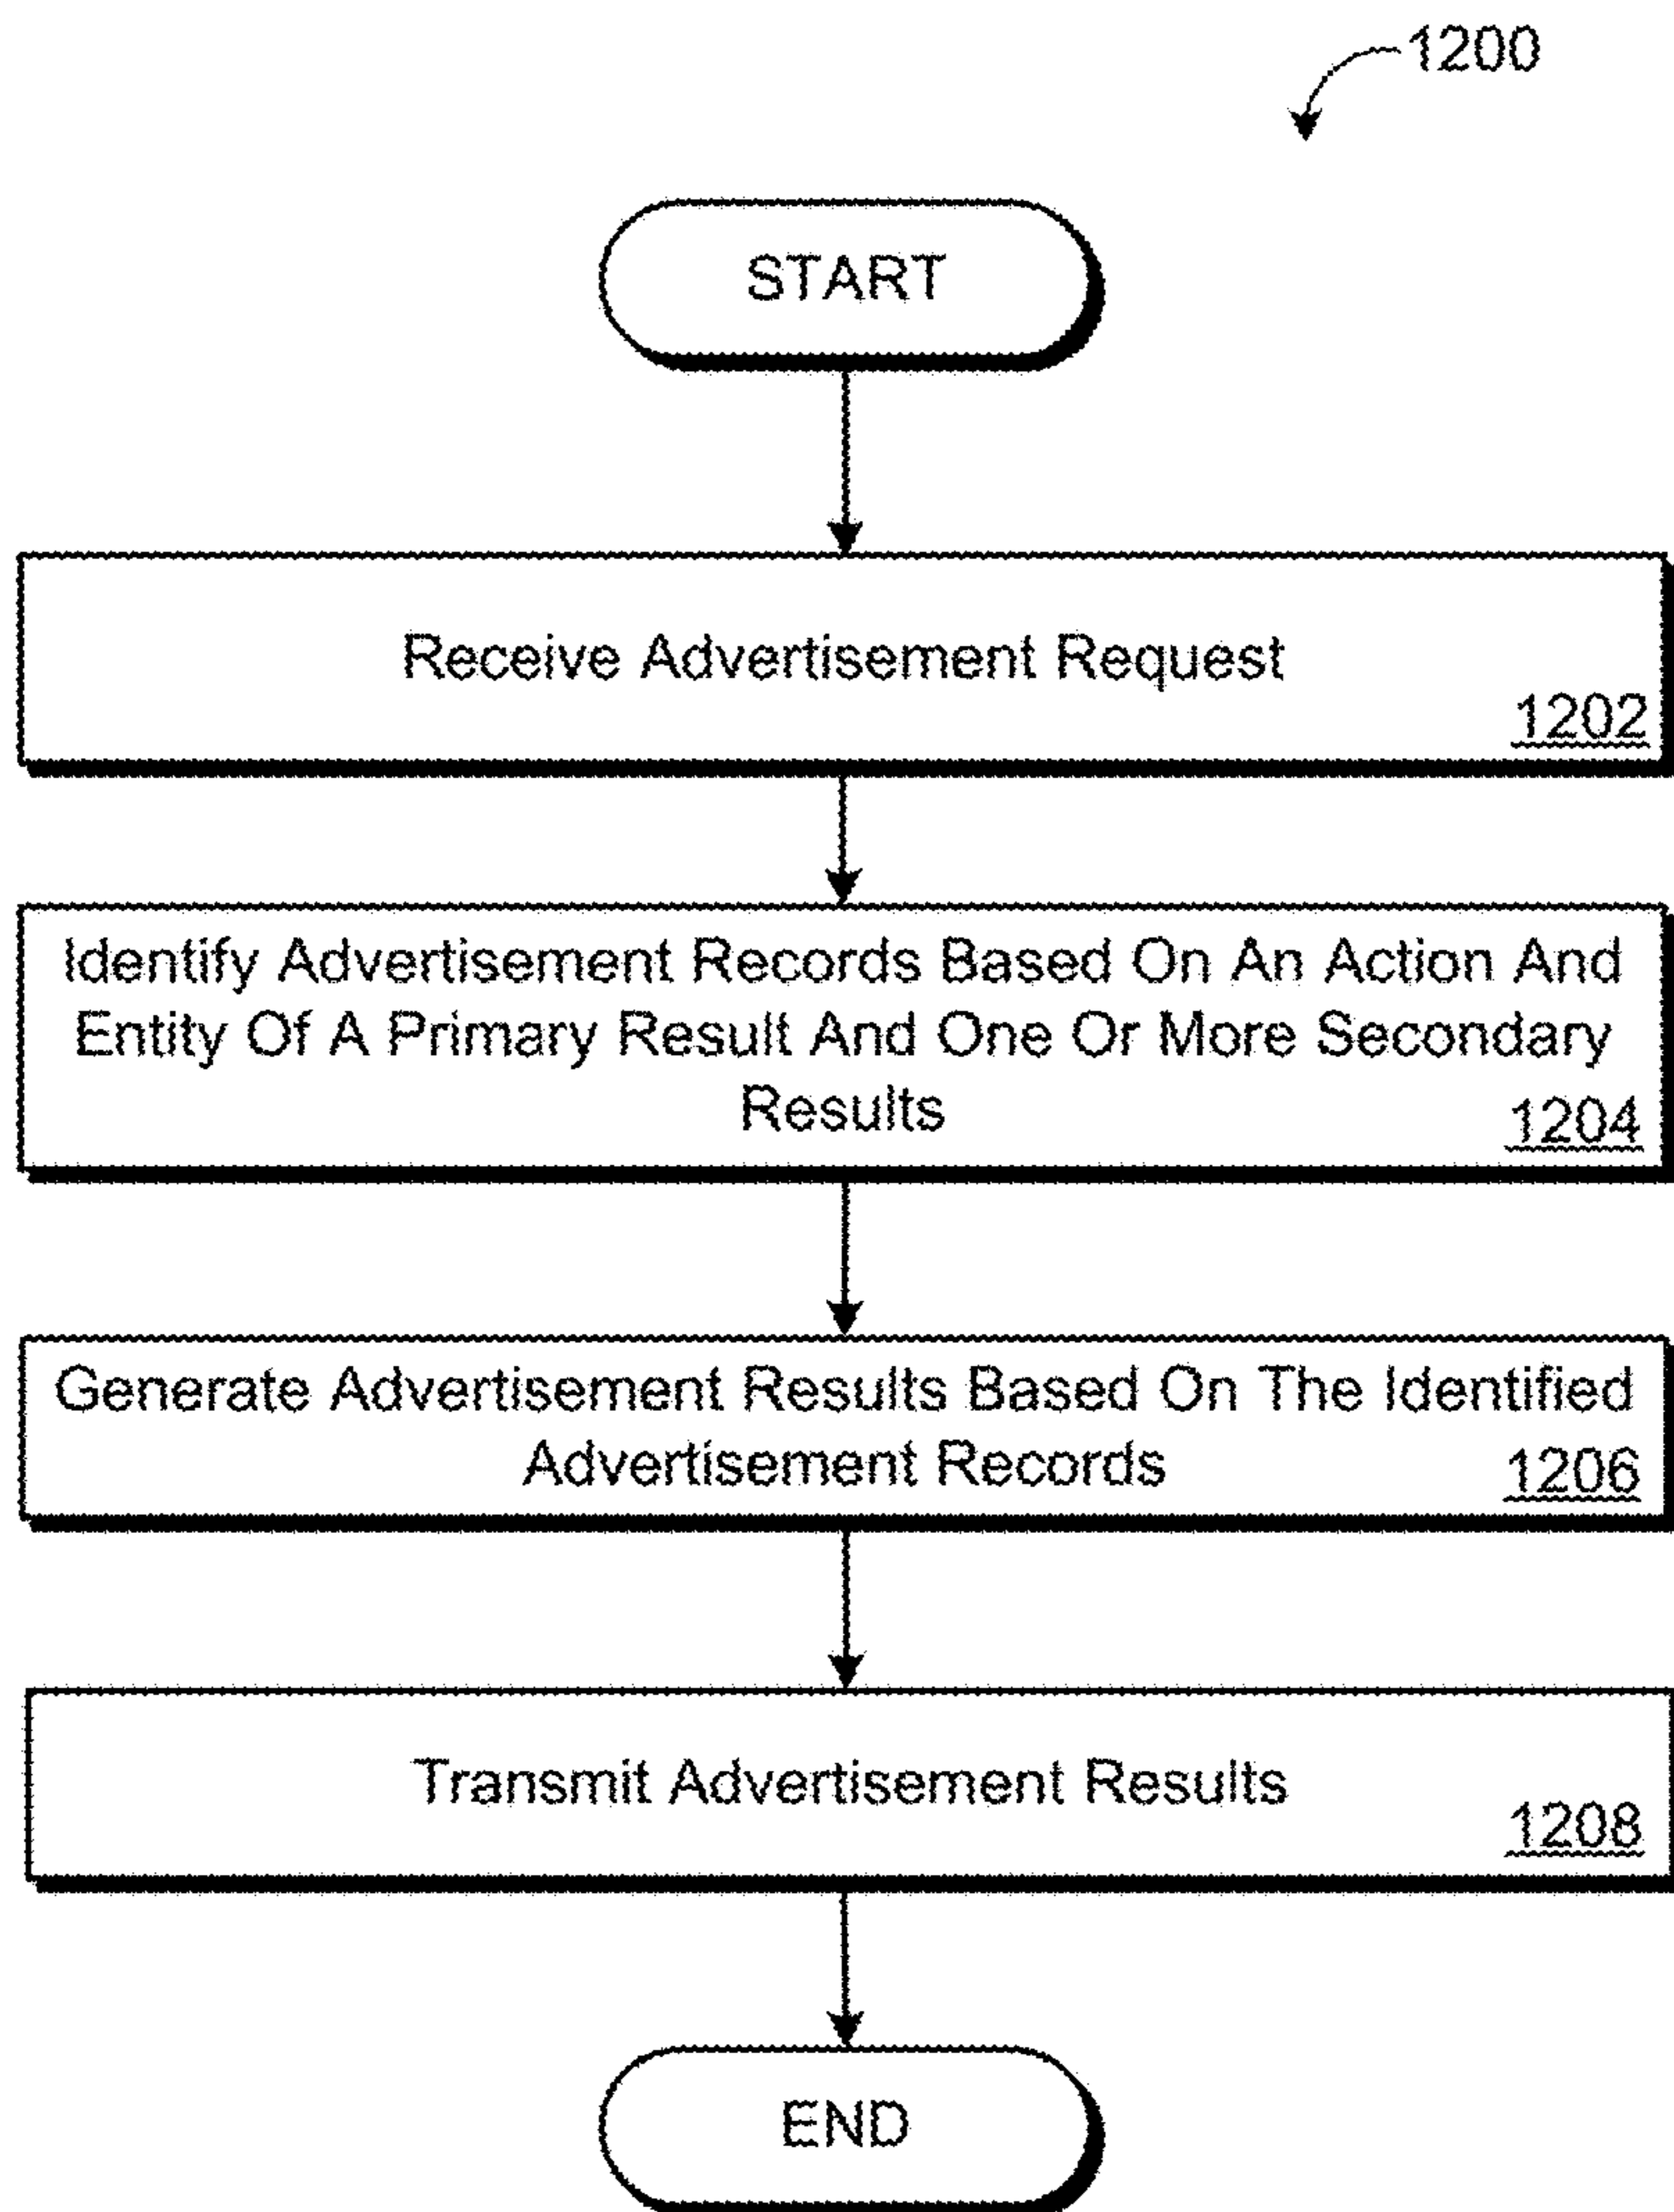 1200
START
Receive Advertisement Request
1202
Identify Advertisement Records Based On An Action And
Entity Of A Primary Result And One Or More Secondary
Results
1204
Generate Advertisement Results Based On The Identified
Advertisement Records
1206
Transmit Advertisement Results
1208
END